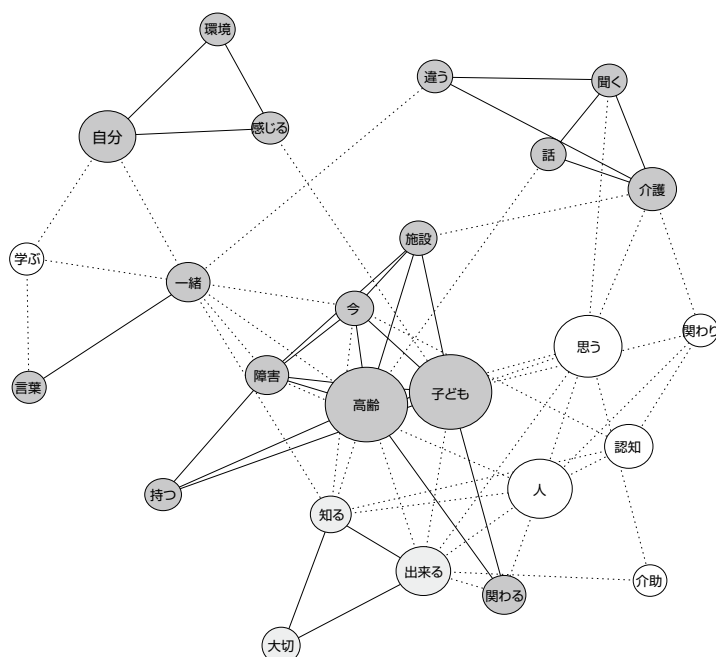 環境
違う
聞く
自分
感じる
話
介護
施設
学ぶ
一緒
今
関わり
思う
障害
言葉
高齢
子ども
認知
持つ
人
知る
出来る
介助
関わる
大切